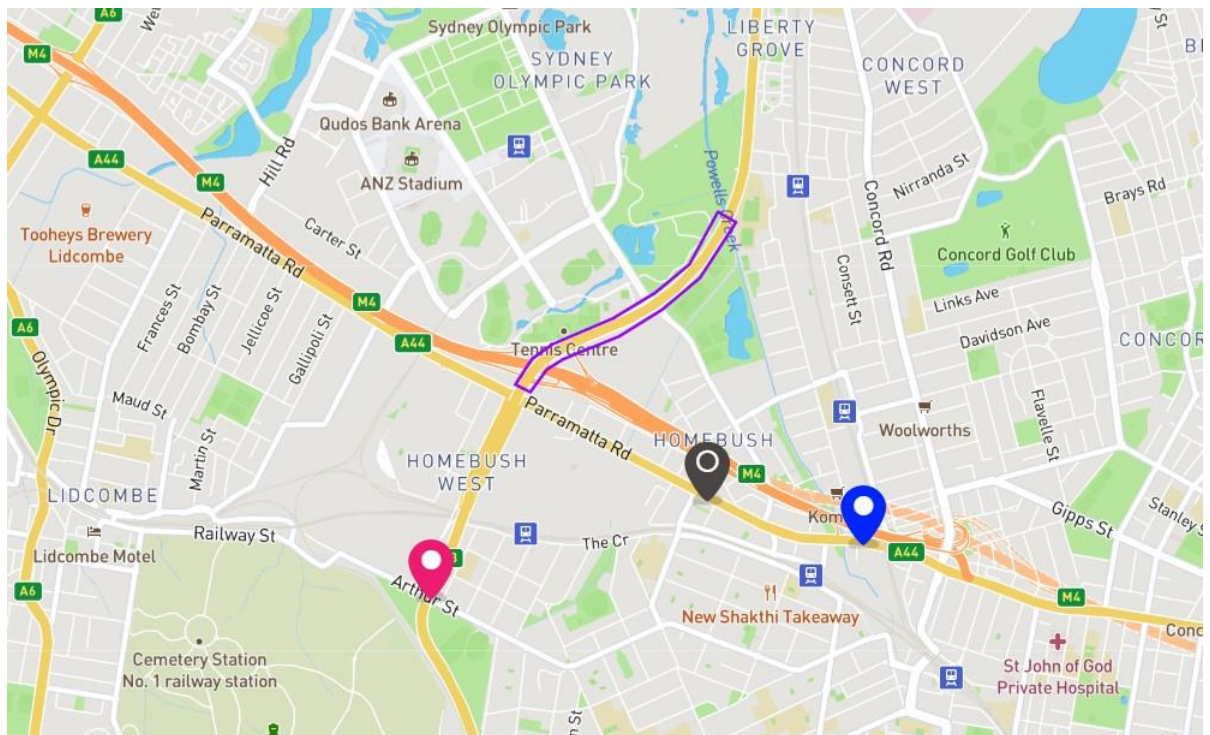 A6
We
M4
Sydney Olympic Park
SYDNEY
OLYMPIC PARK
LIBERTY
GROVE
CONCORD
WEST
St
BI
Qudos Bank Arena
ANZ Stadium
Hill Rd
A44
M4
Powells Creek
Nirranda St
Brays Rd
Concord Rd
Tooheys Brewery
Lidcombe
Parramatta Rd
Carter St
Concord Golf Club
Consett St
Links Ave
Davidson Ave
CONCOR
Frances St
Bombay St
Jellicoe St
Gallipoli St
M4
A6
A44
Tennis Centre
Olympic Dr
Maud St
Martin St
Parramatta Rd
HOMEBUSH
Woolworths
Flavelle St
HOMEBUSH
WEST
M4
LIDCOMBE
Kom
Gipps St
Stanley S
Railway St
Lidcombe Motel
The Cr
A44
3
A6
Arthur St
New Shakthi Takeaway
M4
Conc
Cemetery Station
No. 1 railway station
St John of God
Private Hospital